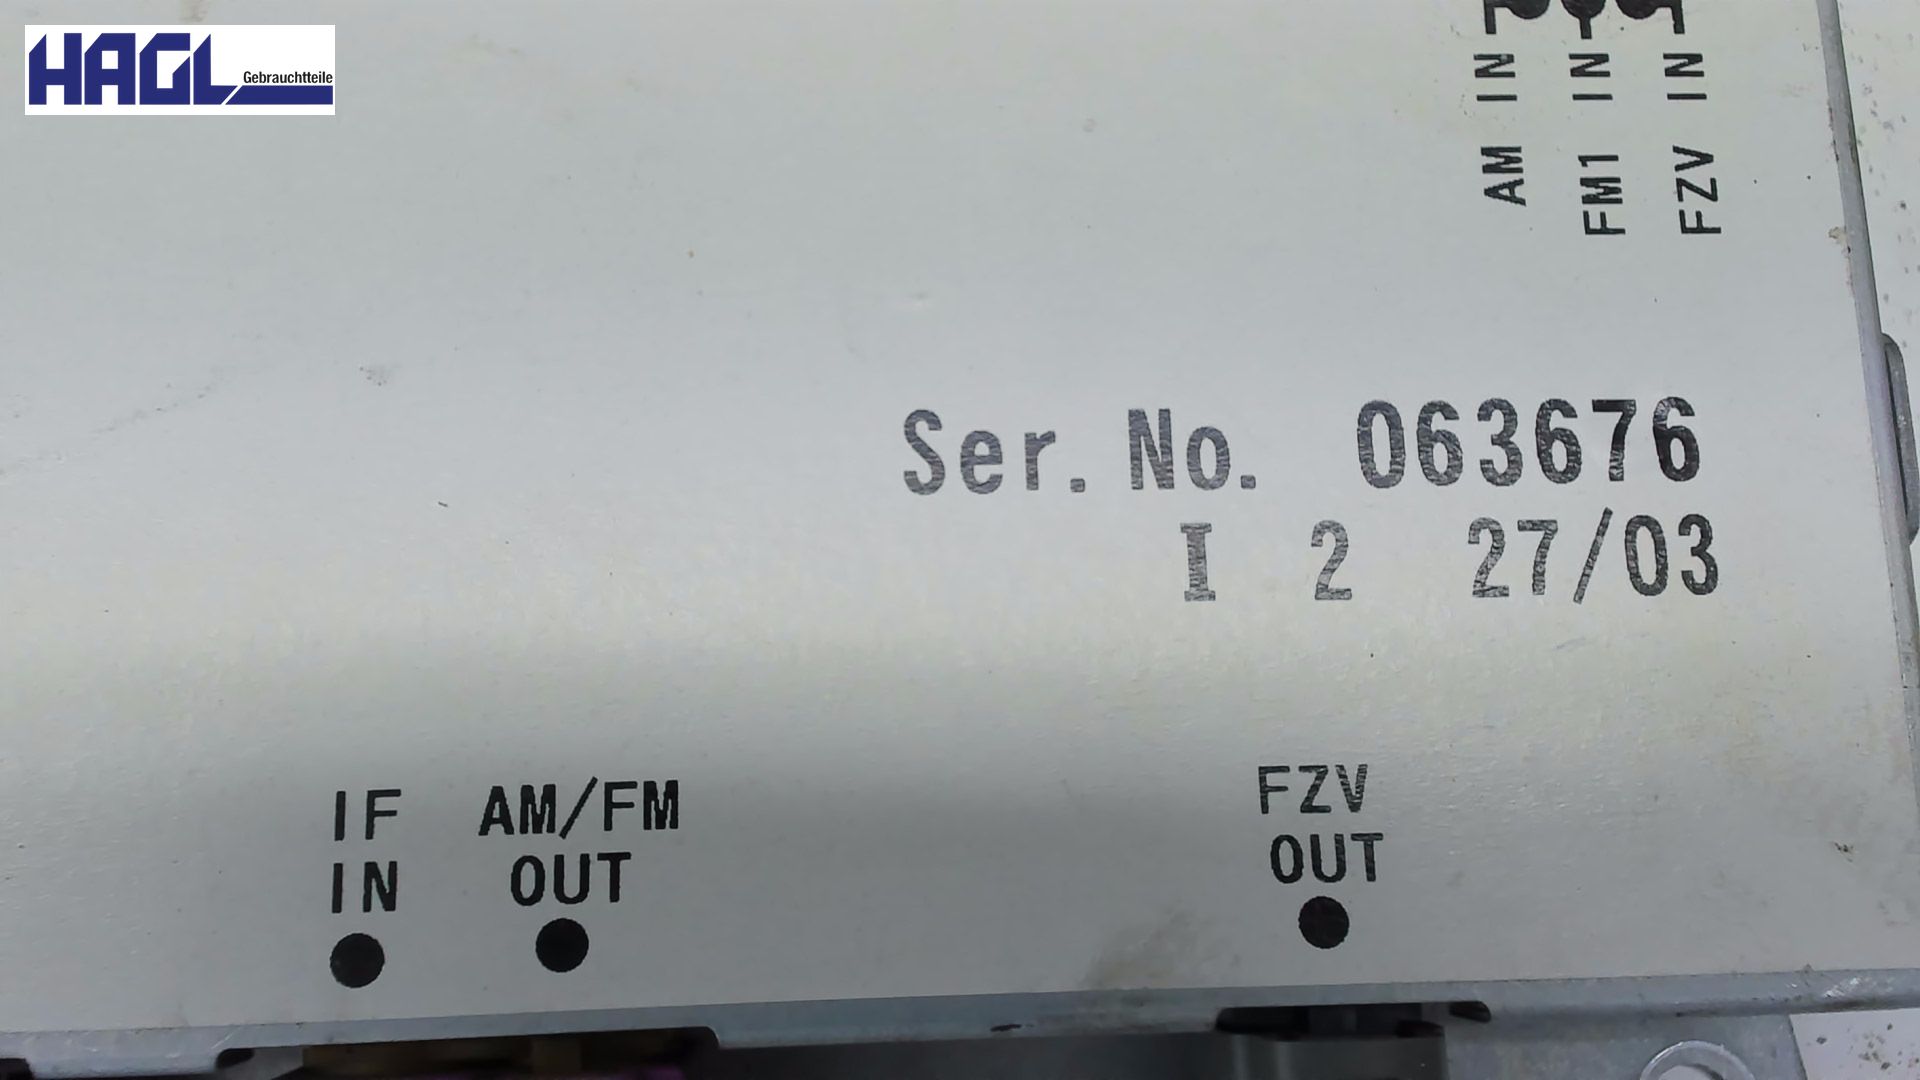 HAGL Gebrauchtteile
AM IN
FM1 IN
FZV IN
Ser. No. 063676
I 2 27/03
IF IN
AM/FM OUT
FZV OUT